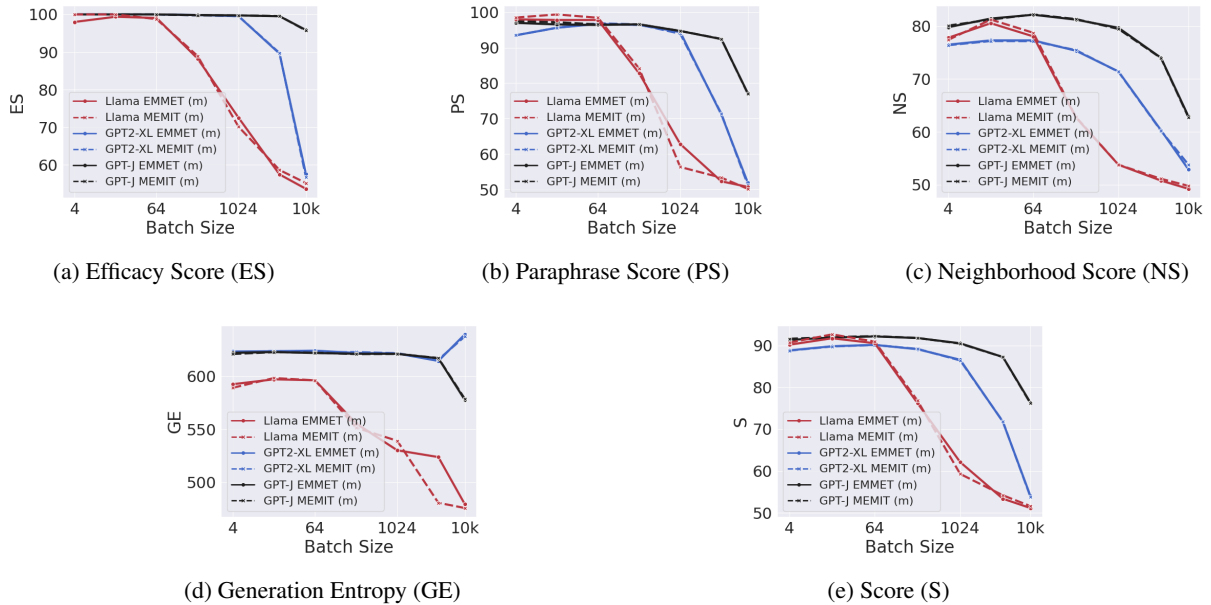 100
90
80
70
60
ES
Llama EMMET (m)
Llama MEMIT (m)
GPT2-XL EMMET (m)
GPT2-XL MEMIT (m)
GPT-J EMMET (m)
GPT-J MEMIT (m)
4 64 1024 10k
Batch Size
(a) Efficacy Score (ES)
100
90
80
70
60
50
PS
Llama EMMET (m)
Llama MEMIT (m)
GPT2-XL EMMET (m)
GPT2-XL MEMIT (m)
GPT-J EMMET (m)
GPT-J MEMIT (m)
4 64 1024 10k
Batch Size
(b) Paraphrase Score (PS)
80
70
60
50
NS
Llama EMMET (m)
Llama MEMIT (m)
GPT2-XL EMMET (m)
GPT2-XL MEMIT (m)
GPT-J EMMET (m)
GPT-J MEMIT (m)
4 64 1024 10k
Batch Size
(c) Neighborhood Score (NS)
600
550
500
GE
Llama EMMET (m)
Llama MEMIT (m)
GPT2-XL EMMET (m)
GPT2-XL MEMIT (m)
GPT-J EMMET (m)
GPT-J MEMIT (m)
4 64 1024 10k
Batch Size
(d) Generation Entropy (GE)
90
80
70
60
50
S
Llama EMMET (m)
Llama MEMIT (m)
GPT2-XL EMMET (m)
GPT2-XL MEMIT (m)
GPT-J EMMET (m)
GPT-J MEMIT (m)
4 64 1024 10k
Batch Size
(e) Score (S)